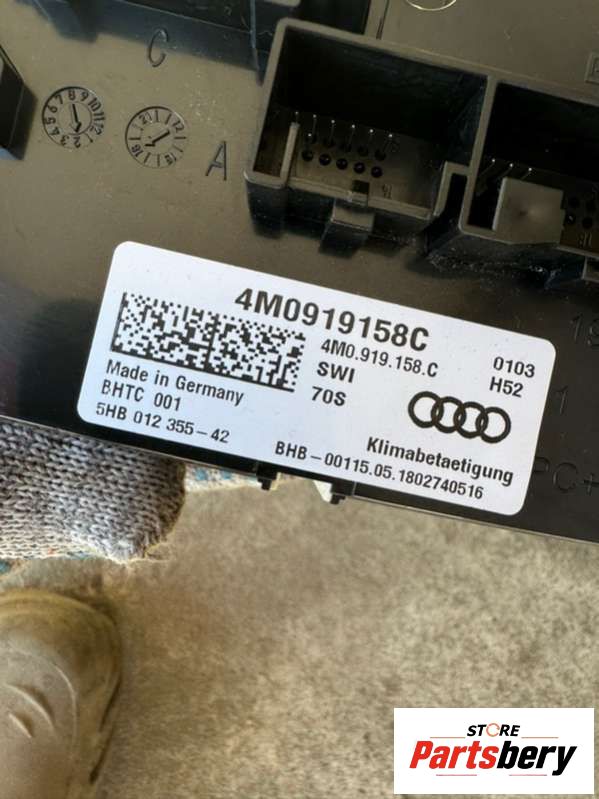 C
A
4M0919158C
4M0.919.158.C
0103
SWI
H52
70S
Made in Germany
BHTC 001
5HB 012 355-42
Klimabetaetigung
BHB-00115.05.1802740516
STORE
Partsbery